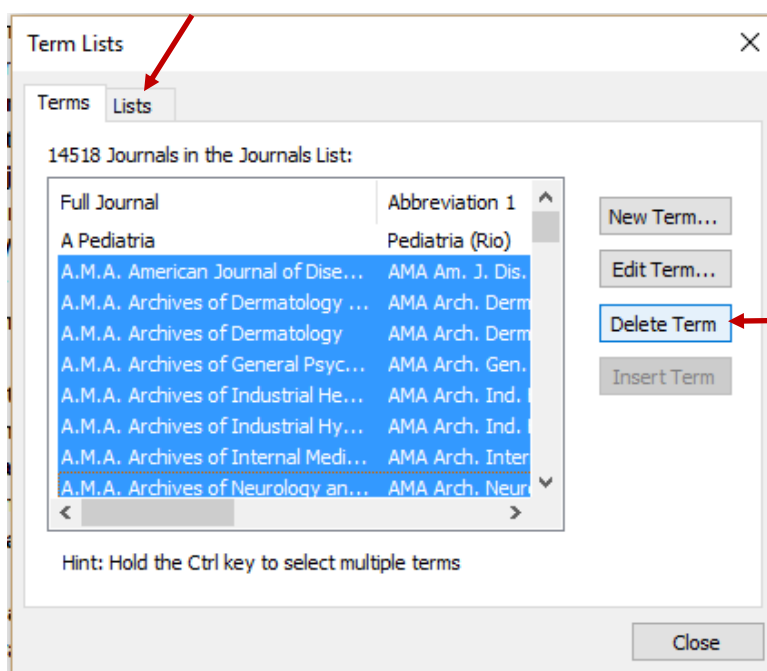 Term Lists
Terms Lists
14518 Journals in the Journals List:
Full Journal Abbreviation 1
A Pediatria Pediatria (Rio)
A.M.A. American Journal of Dise... AMA Am. J. Dis.
A.M.A. Archives of Dermatology ... AMA Arch. Derm
A.M.A. Archives of Dermatology AMA Arch. Derm
A.M.A. Archives of General Psyc... AMA Arch. Gen.
A.M.A. Archives of Industrial He... AMA Arch. Ind.
A.M.A. Archives of Industrial Hy... AMA Arch. Ind.
A.M.A. Archives of Internal Medi... AMA Arch. Inter
A.M.A. Archives of Neurology an... AMA Arch. Neur
New Term...
Edit Term...
Delete Term
Insert Term
Hint: Hold the Ctrl key to select multiple terms
Close